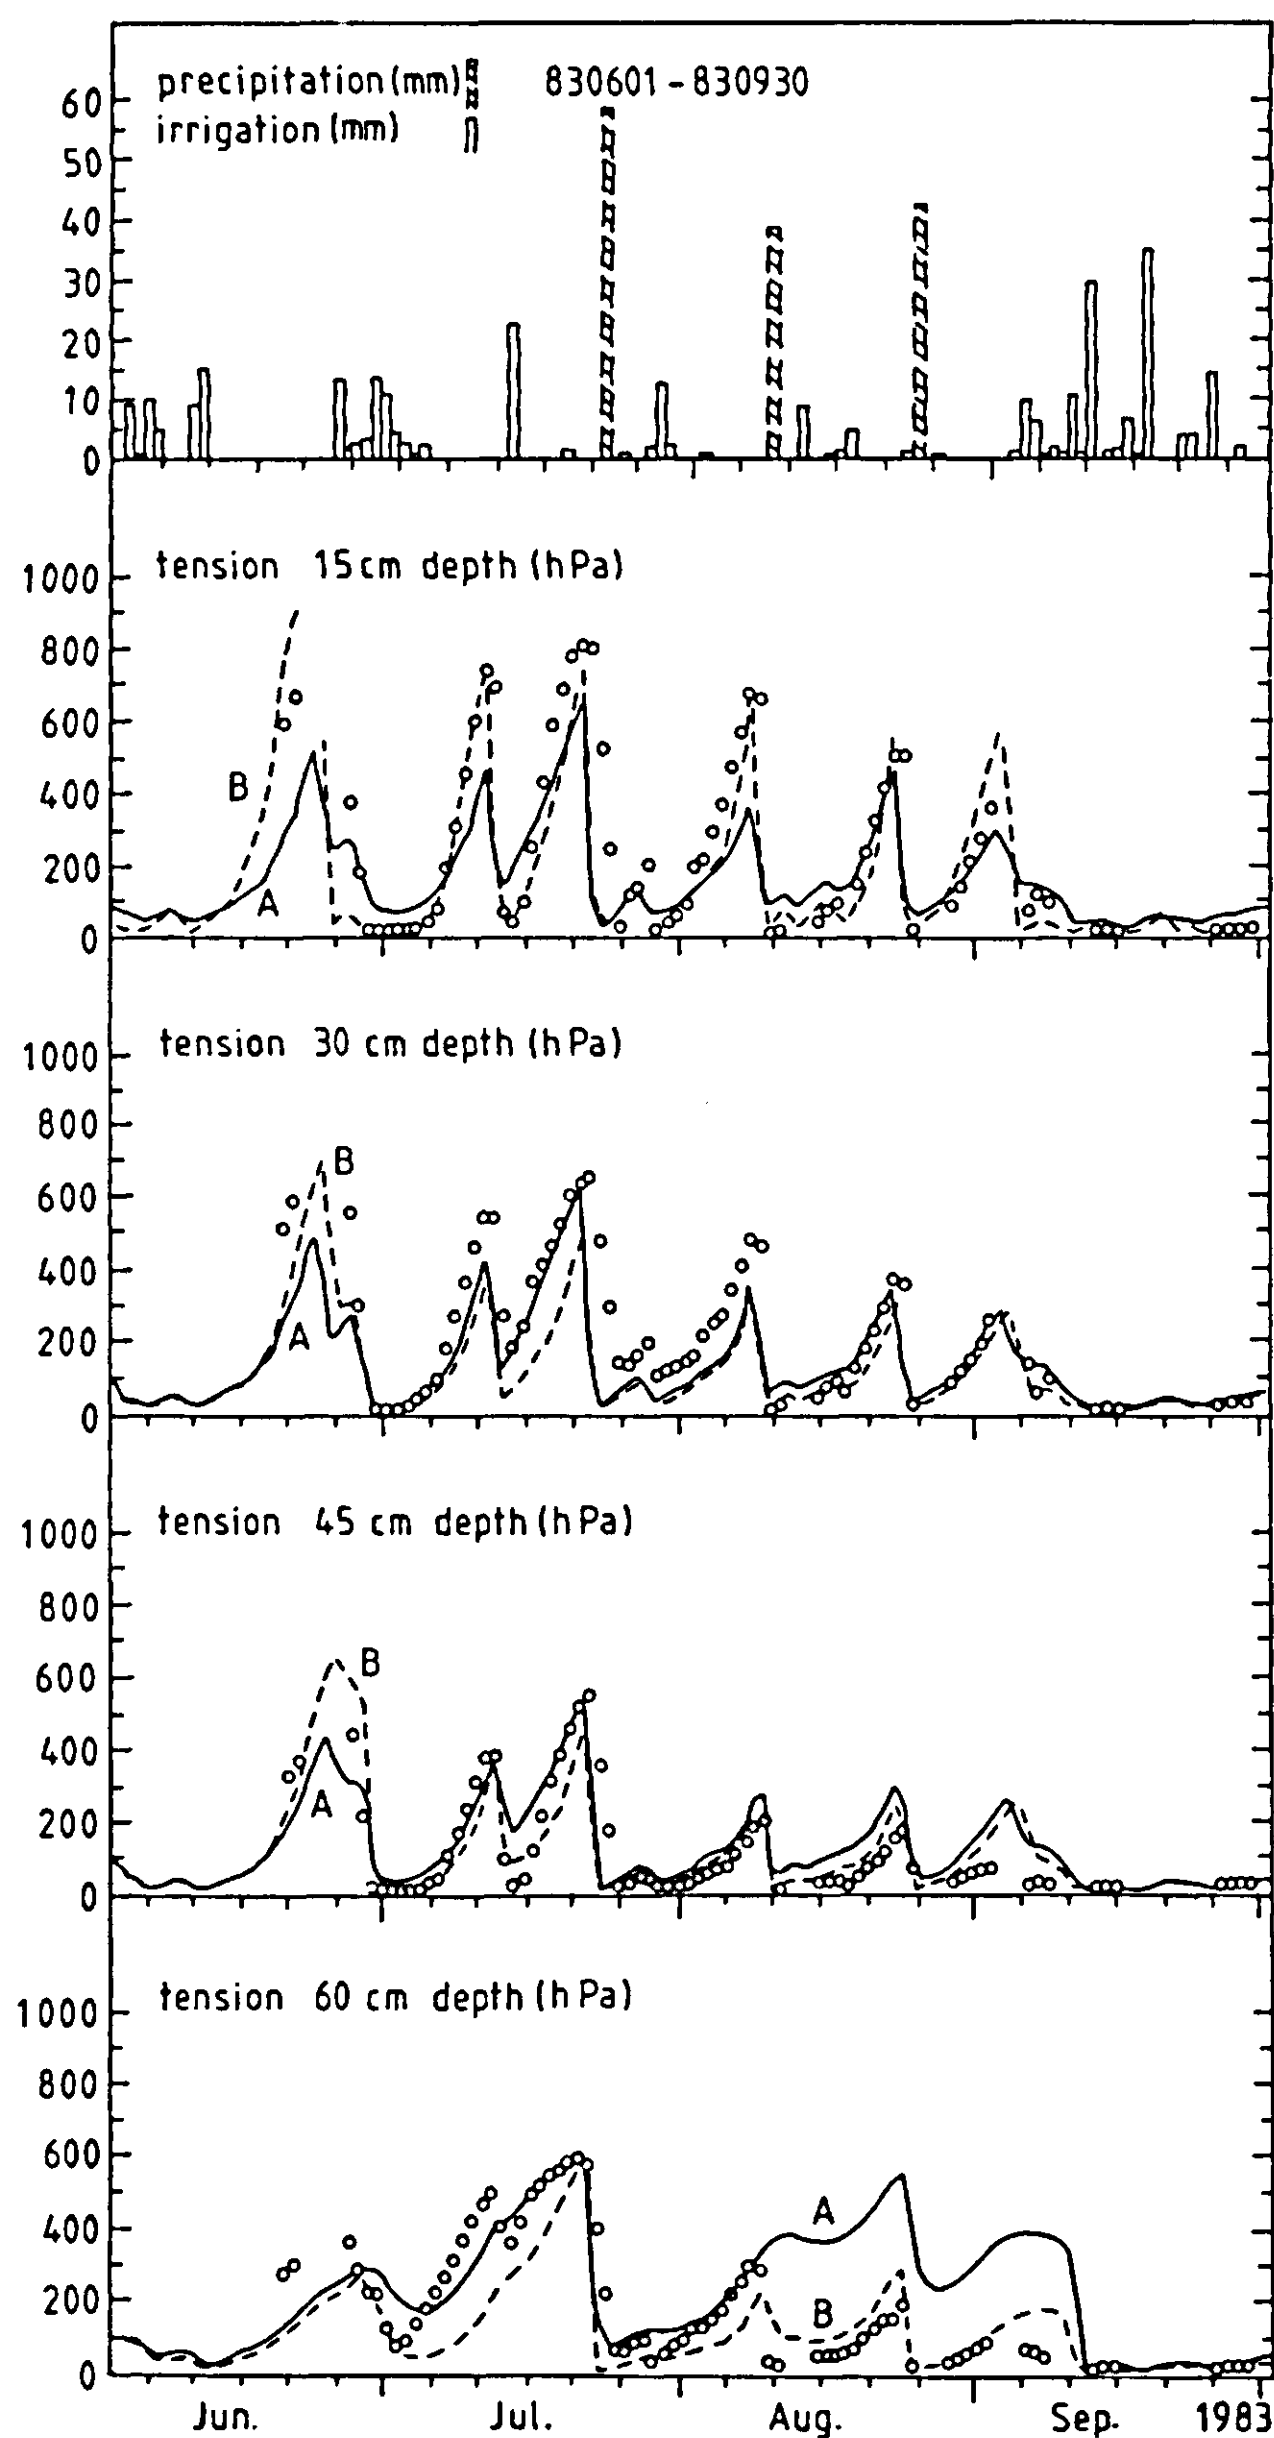 precipitation (mm) 830601 - 830930
irrigation (mm)
60
50
40
30
20
10
0
tension 15 cm depth (hPa)
1000
800
600
400
200
0
B
A
tension 30 cm depth (hPa)
1000
800
600
400
200
0
B
A
tension 45 cm depth (hPa)
1000
800
600
400
200
0
B
A
tension 60 cm depth (hPa)
1000
800
600
400
200
0
A
B
Jun. Jul. Aug. Sep. 1983